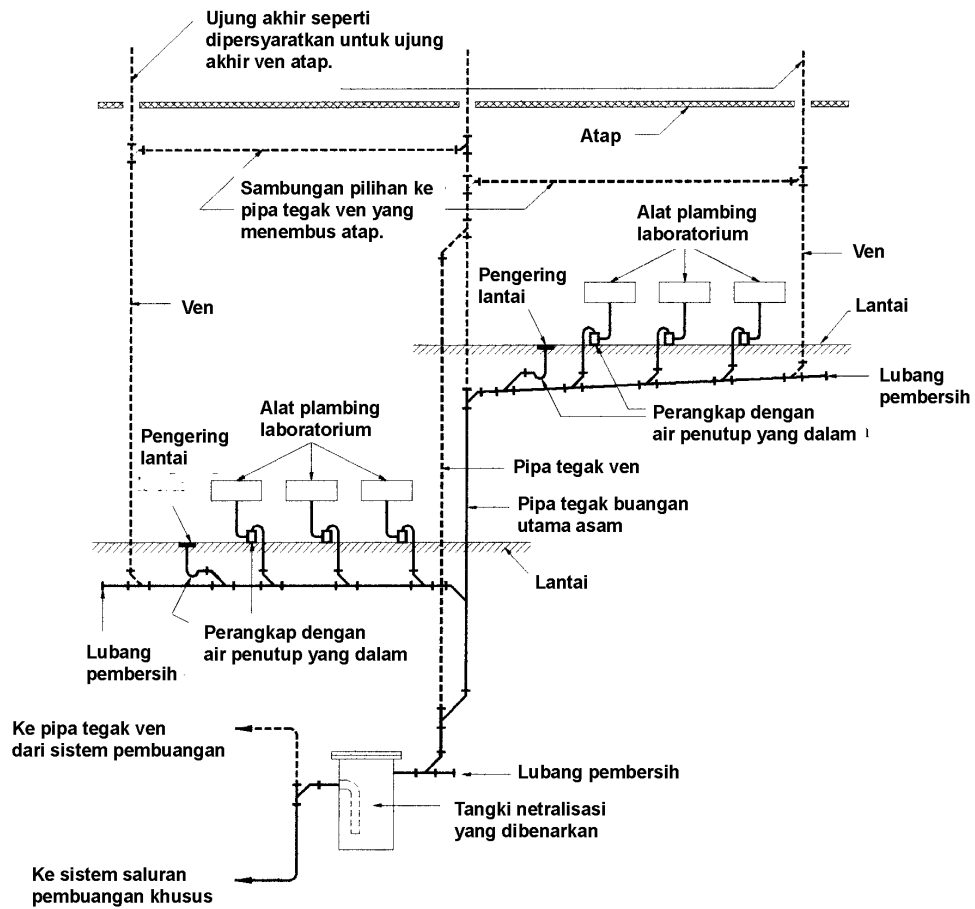 Ujung akhir seperti
dipersyaratkan untuk ujung
akhir ven atap.
Atap
Sambungan pilihan ke
pipa tegak ven yang
menembus atap.
Alat plambing
laboratorium
Ven
Pengering
lantai
Ven
Lantai
Lubang
pembersih
Alat plambing
laboratorium
Perangkap dengan
air penutup yang dalam
Pengering
lantai
Pipa tegak ven
Pipa tegak buangan
utama asam
Lantai
Perangkap dengan
air penutup yang dalam
Lubang
pembersih
Ke pipa tegak ven
dari sistem pembuangan
Lubang pembersih
Tangki netralisasi
yang dibenarkan
Ke sistem saluran
pembuangan khusus